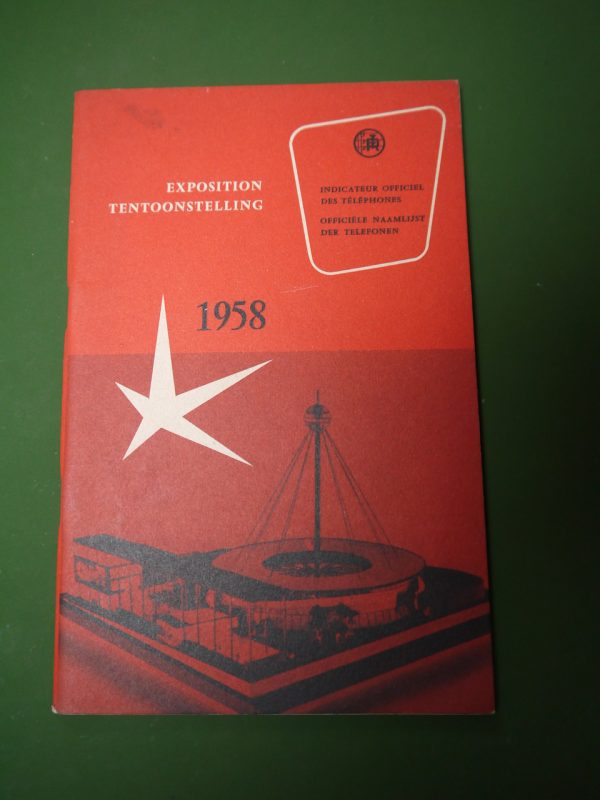 EXPOSITION
TENTOONSTELLING
INDICATEUR OFFICIEL
DES TÉLÉPHONES
OFFICIËLE NAAMLIJST
DER TELEFONEN
1958